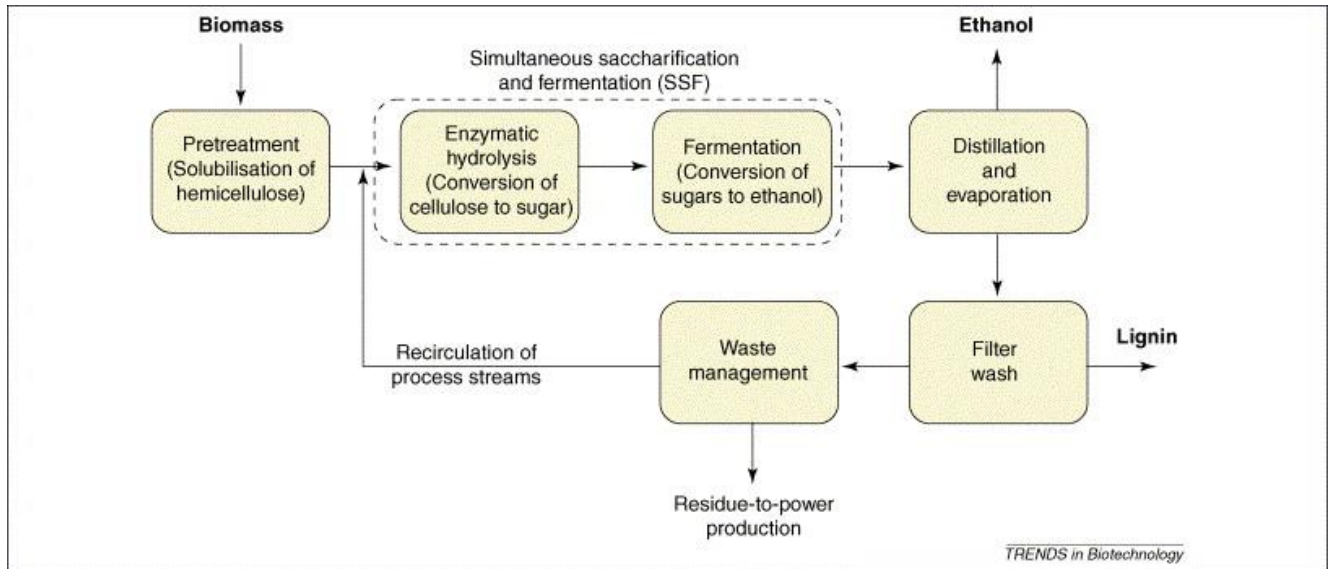 Biomass
Ethanol
Simultaneous saccharification
and fermentation (SSF)
Pretreatment
(Solubilisation of
hemicellulose)
Enzymatic
hydrolysis
(Conversion of
cellulose to sugar)
Fermentation
(Conversion of
sugars to ethanol)
Distillation
and
evaporation
Recirculation of
process streams
Waste
management
Filter
wash
Lignin
Residue-to-power
production
TRENDS in Biotechnology